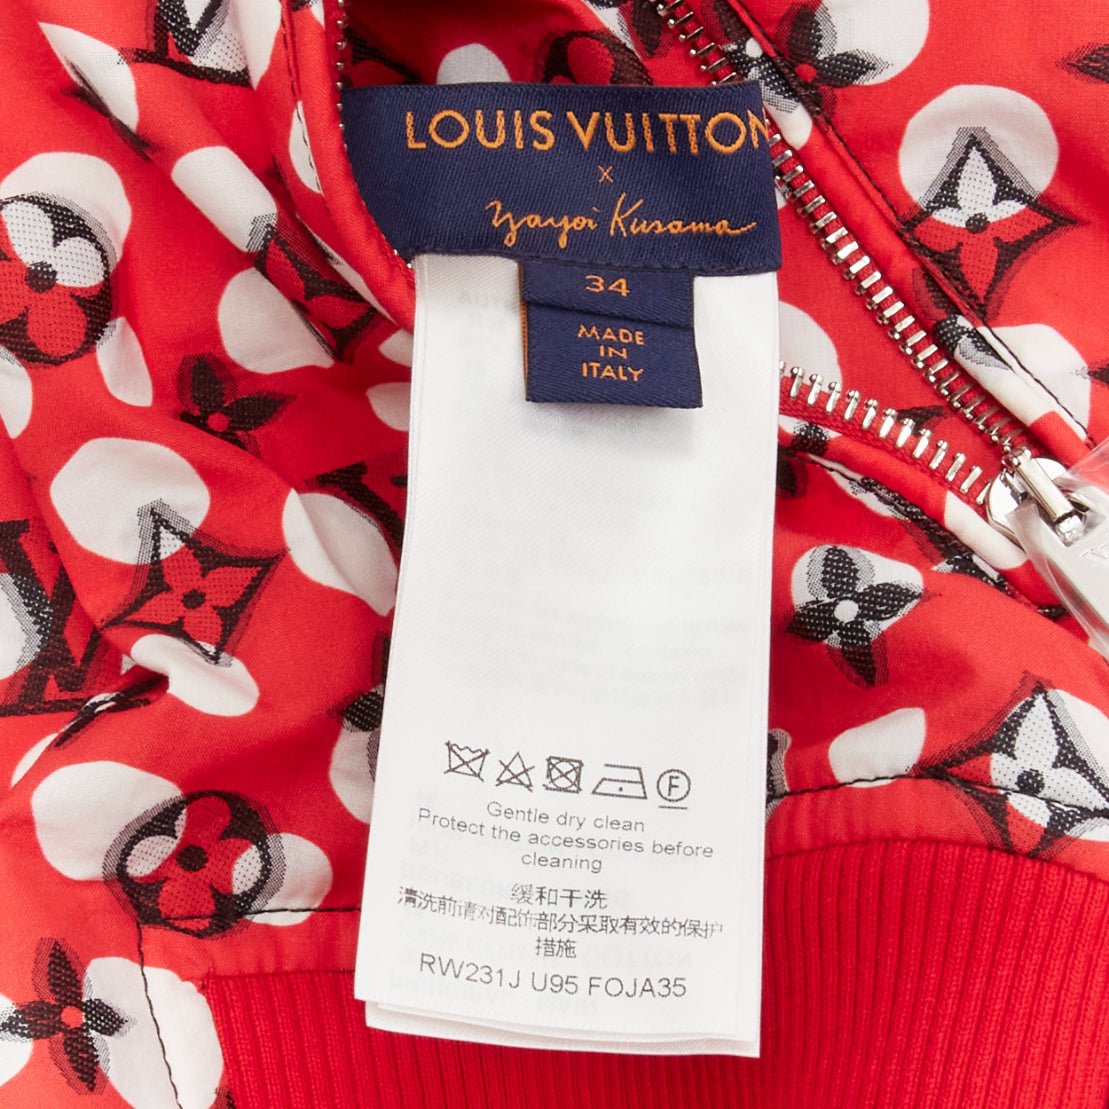 LOUIS VUITTON
x
Yayoi Kusama
34
MADE
IN
ITALY
F
Gentle dry clean
Protect the accessories before
cleaning
缓和干洗
清洗前请对配饰部分采取有效的保护
措施
RW231J U95 FOJA35